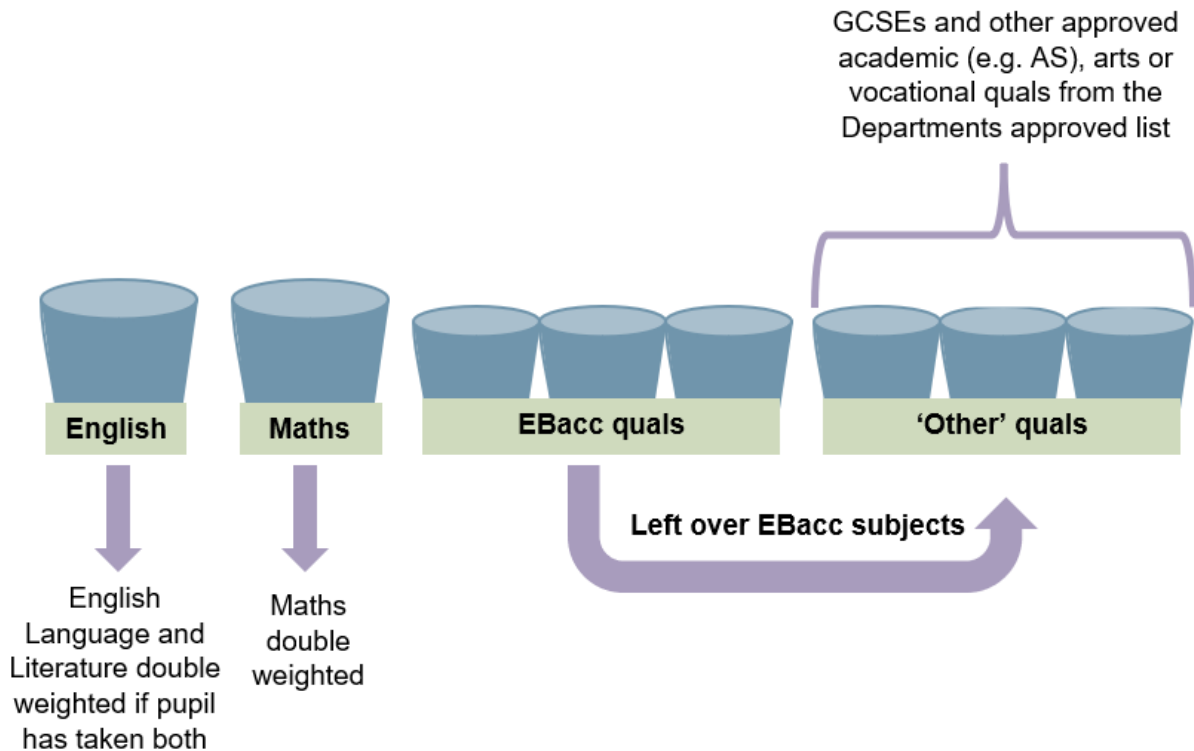 GCSEs and other approved
academic (e.g. AS), arts or
vocational quals from the
Departments approved list
English
Maths
EBacc quals
‘Other’ quals
Left over EBacc subjects
English
Language and
Literature double
weighted if pupil
has taken both
Maths
double
weighted